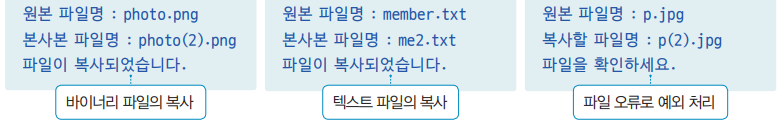 원본 파일명 : photo.png
본사본 파일명 : photo(2).png
파일이 복사되었습니다.
바이너리 파일의 복사
원본 파일명 : member.txt
본사본 파일명 : me2.txt
파일이 복사되었습니다.
텍스트 파일의 복사
원본 파일명 : p.jpg
복사할 파일명 : p(2).jpg
파일을 확인하세요.
파일 오류로 예외 처리